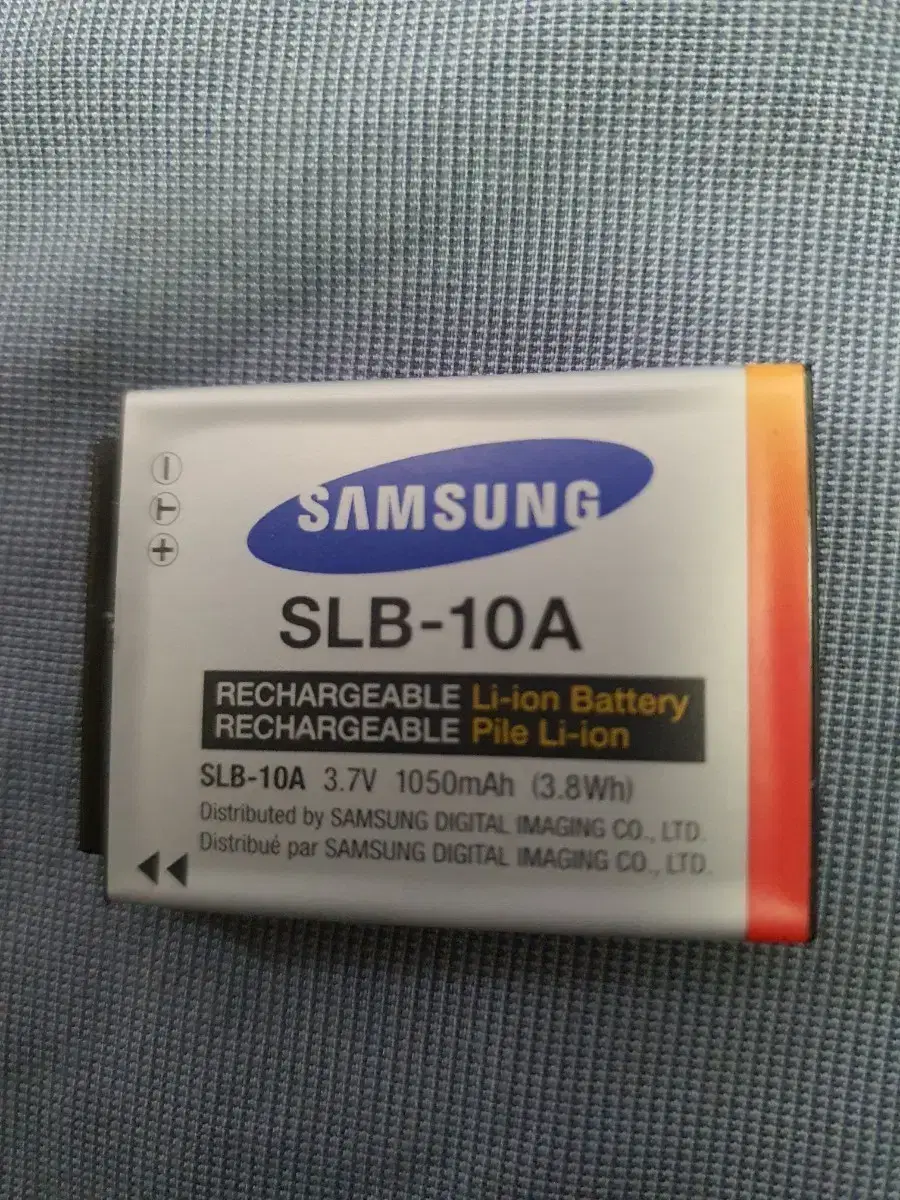 SAMSUNG
SLB-10A
RECHARGEABLE Li-ion Battery
RECHARGEABLE Pile Li-ion
SLB-10A 3.7V 1050mAh (3.8Wh)
Distributed by SAMSUNG DIGITAL IMAGING CO., LTD.
Distribué par SAMSUNG DIGITAL IMAGING CO., LTD.
−
T
+